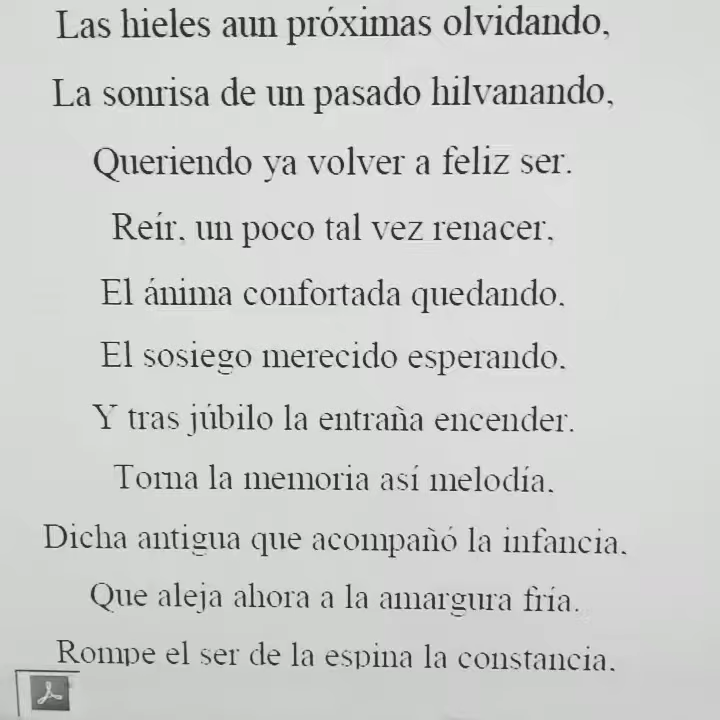 Las hieles aun próximas olvidando,
La sonrisa de un pasado hilvanando,
Queriendo ya volver a feliz ser.
Reír, un poco tal vez renacer,
El ánima confortada quedando.
El sosiego merecido esperando.
Y tras júbilo la entraña encender.
Torna la memoria así melodía.
Dicha antigua que acompañó la infancia.
Que aleja ahora a la amargura fría.
Rompe el ser de la espina la constancia.